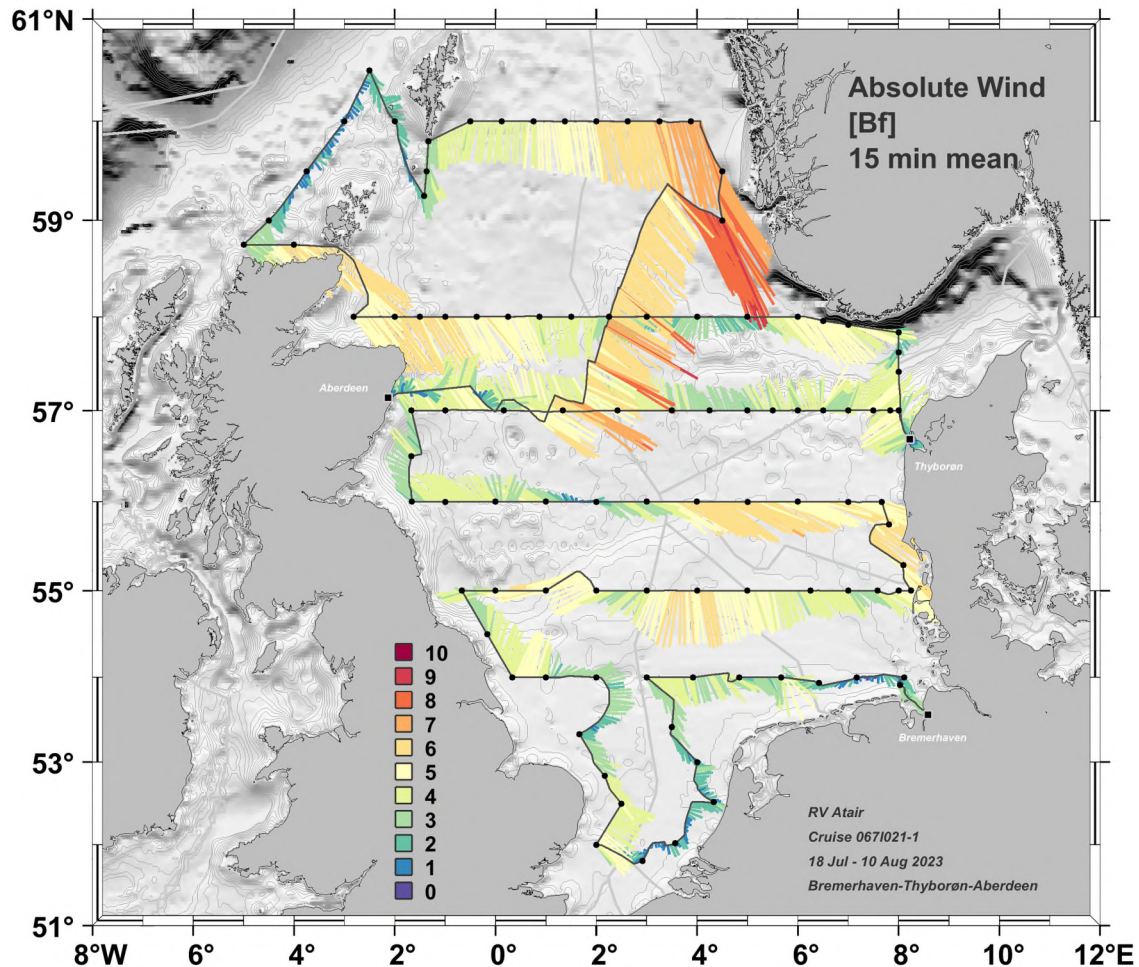 61°N
Absolute Wind
[Bf]
15 min mean
59°
Aberdeen
57°
Thyborøn
55°
10
9
8
7
6
5
4
3
2
1
0
53°
Bremerhaven
RV Atair
Cruise 067I021-1
18 Jul - 10 Aug 2023
Bremerhaven-Thyborøn-Aberdeen
51°
8°W 6° 4° 2° 0° 2° 4° 6° 8° 10° 12°E